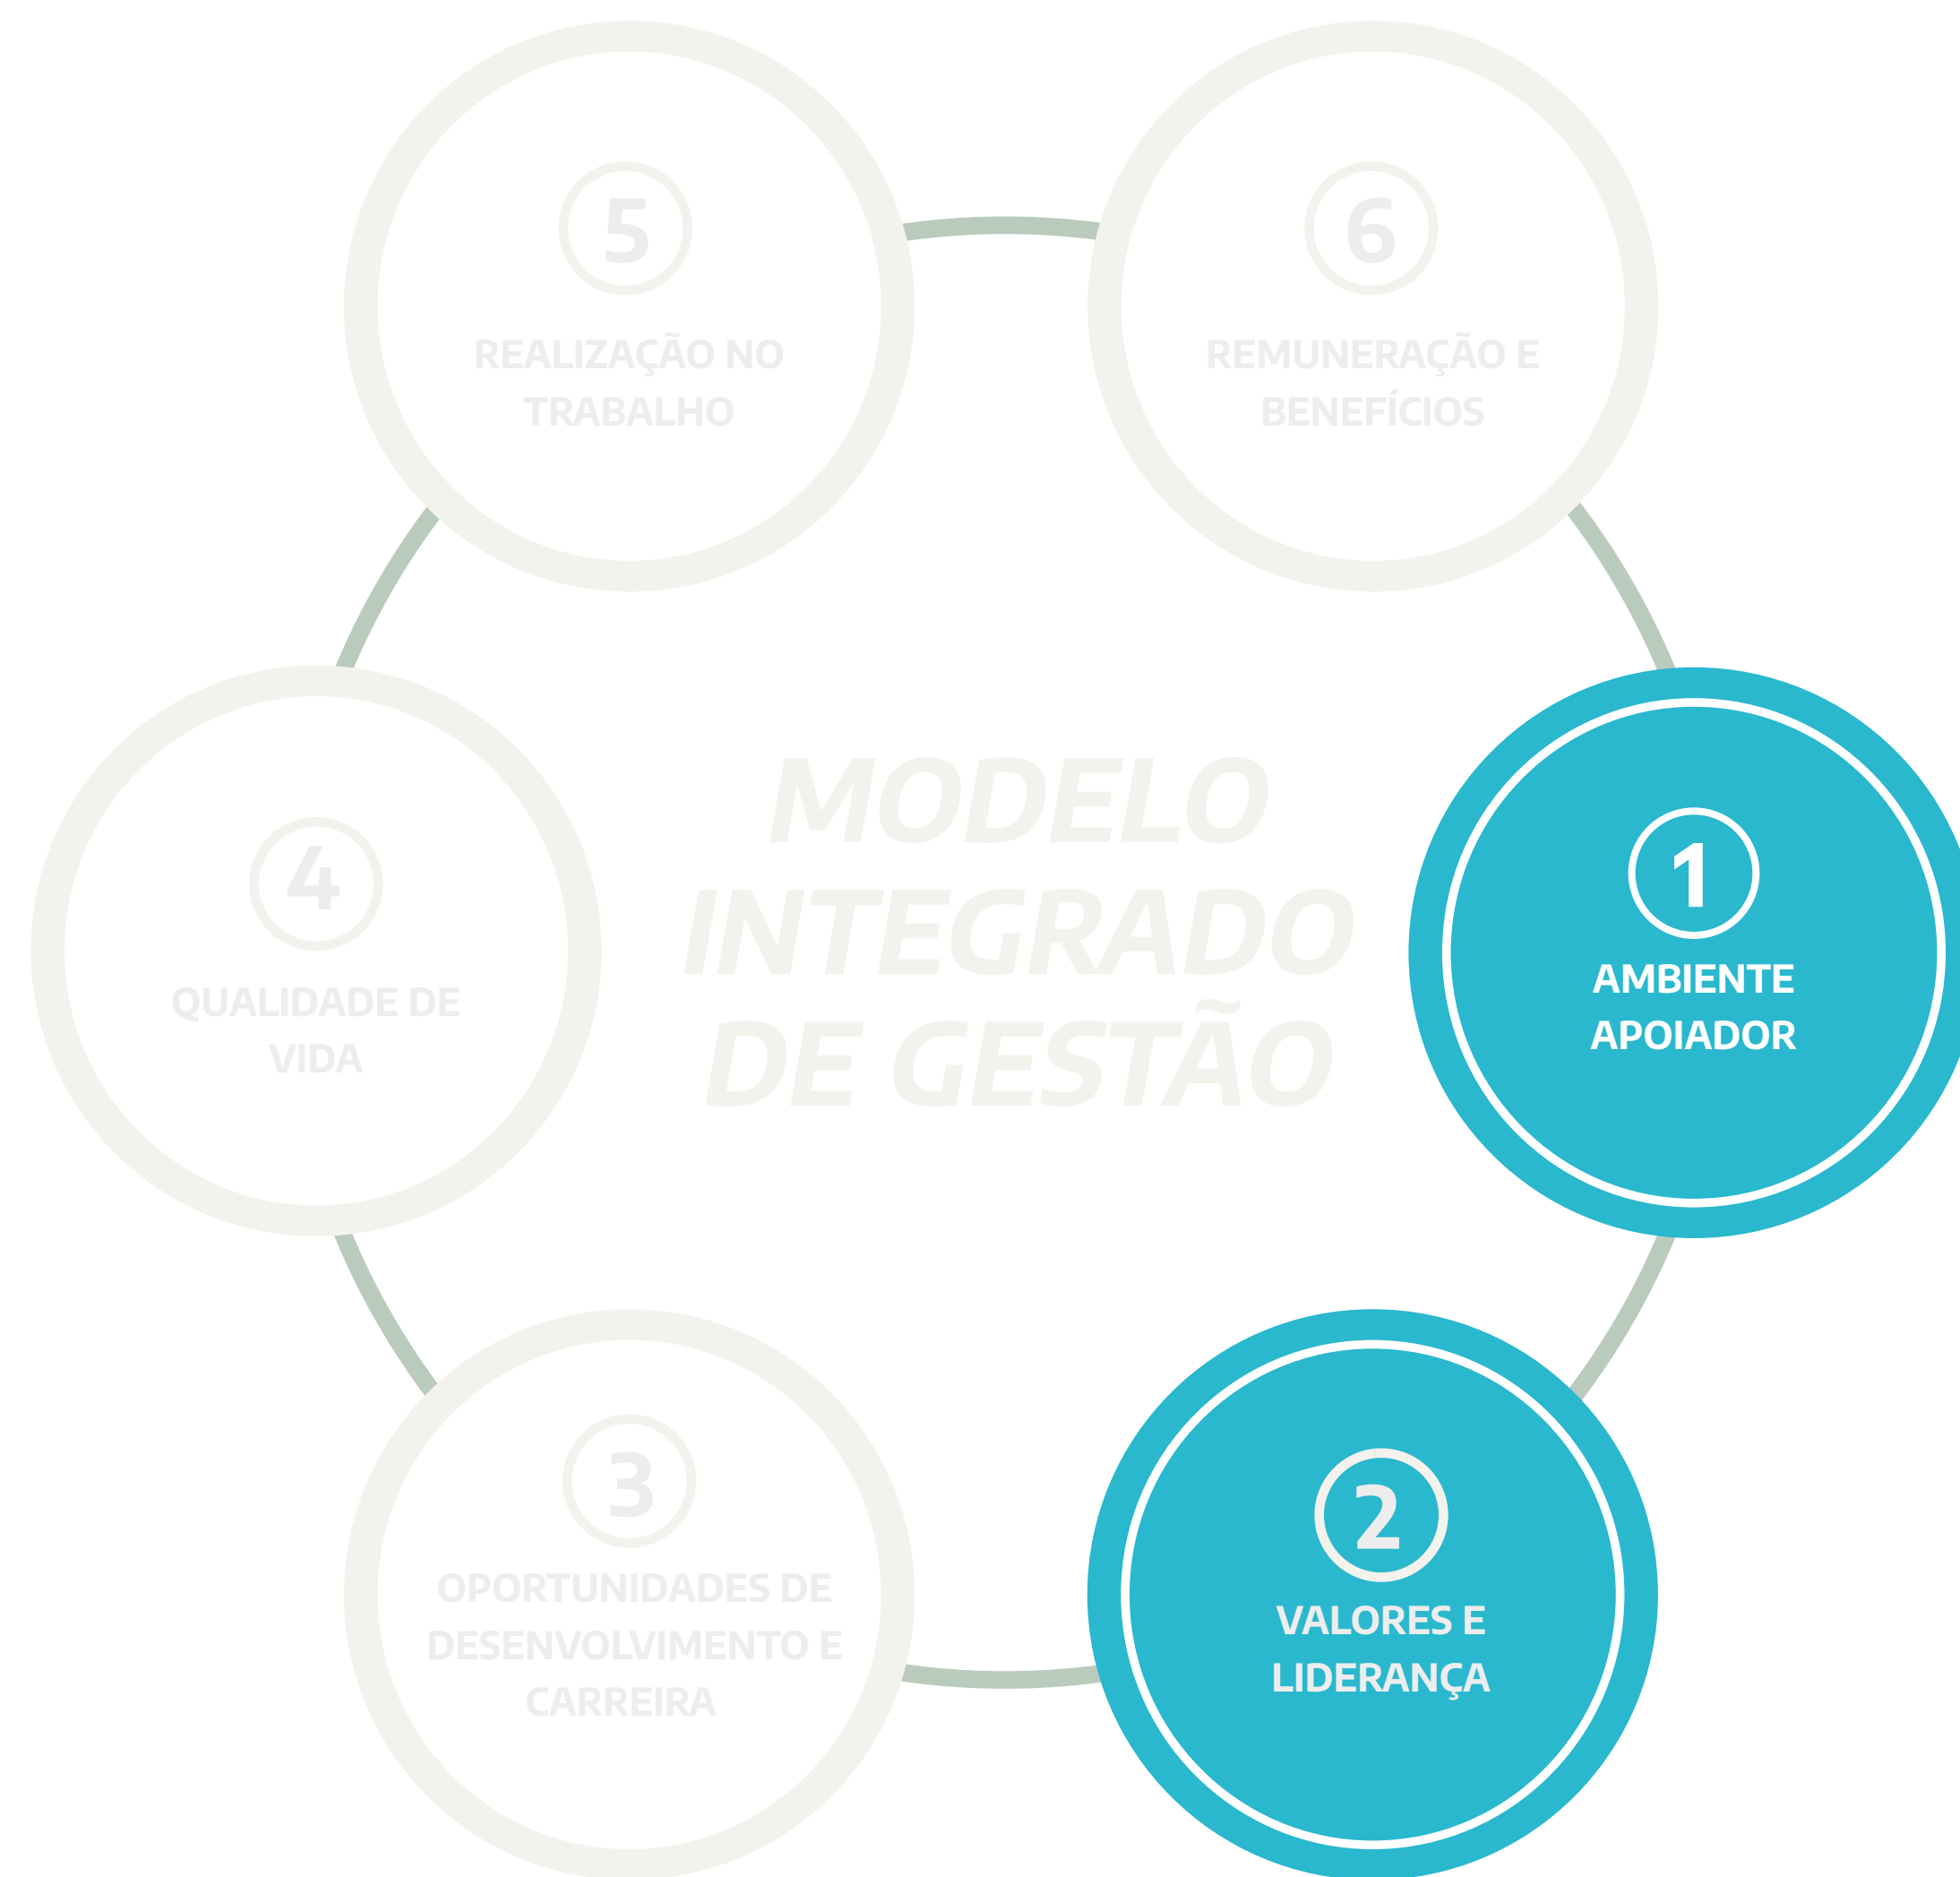 5
REALIZAÇÃO NO
TRABALHO
6
REMUNERAÇÃO E
BENEFÍCIOS
MODELO
INTEGRADO
DE GESTÃO
4
QUALIDADE DE
VIDA
1
AMBIENTE
APOIADOR
3
OPORTUNIDADES DE
DESENVOLVIMENTO E
CARREIRA
2
VALORES E
LIDERANÇA